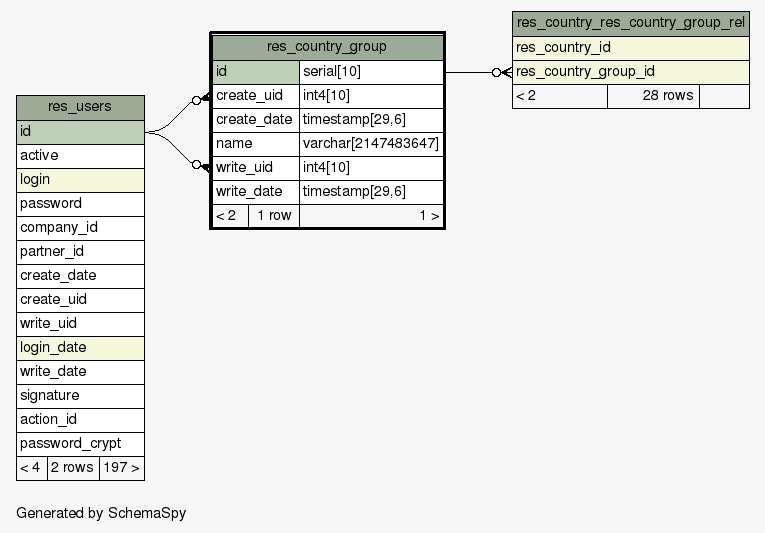 res_users
id
active
login
password
company_id
partner_id
create_date
create_uid
write_uid
login_date
write_date
signature
action_id
password_crypt
< 4 2 rows 197 >
res_country_group
id serial[10]
create_uid int4[10]
create_date timestamp[29,6]
name varchar[2147483647]
write_uid int4[10]
write_date timestamp[29,6]
< 2 1 row 1 >
res_country_res_country_group_rel
res_country_id
res_country_group_id
< 2 28 rows
Generated by SchemaSpy